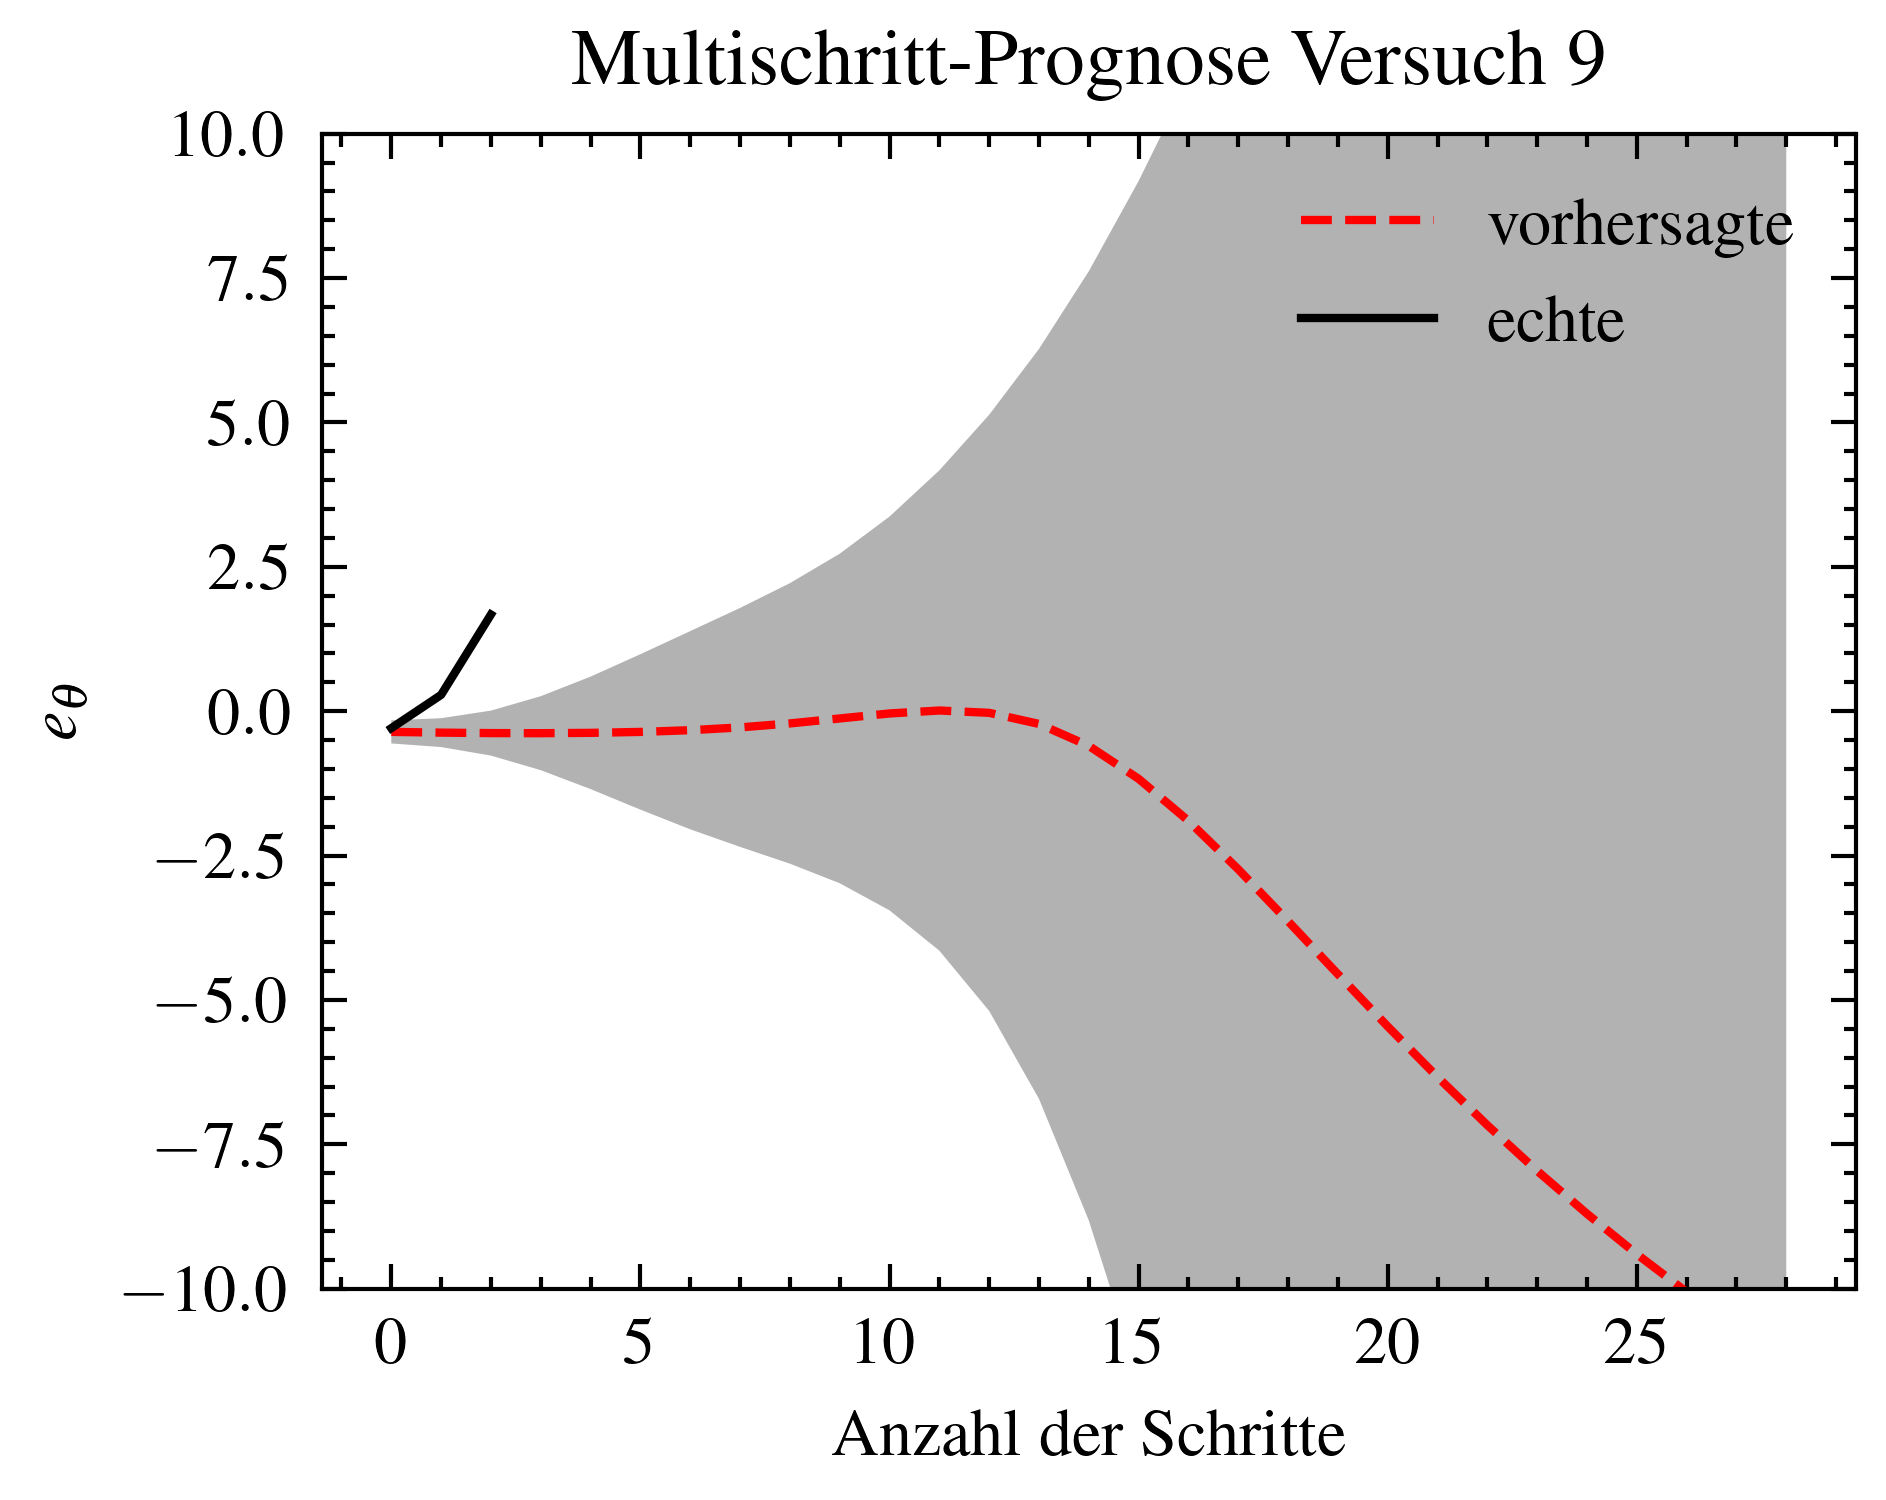 Multischritt-Prognose Versuch 9
10.0
7.5
5.0
2.5
0.0
−2.5
−5.0
−7.5
−10.0
e_θ
vorhersagte
echte
0 5 10 15 20 25
Anzahl der Schritte